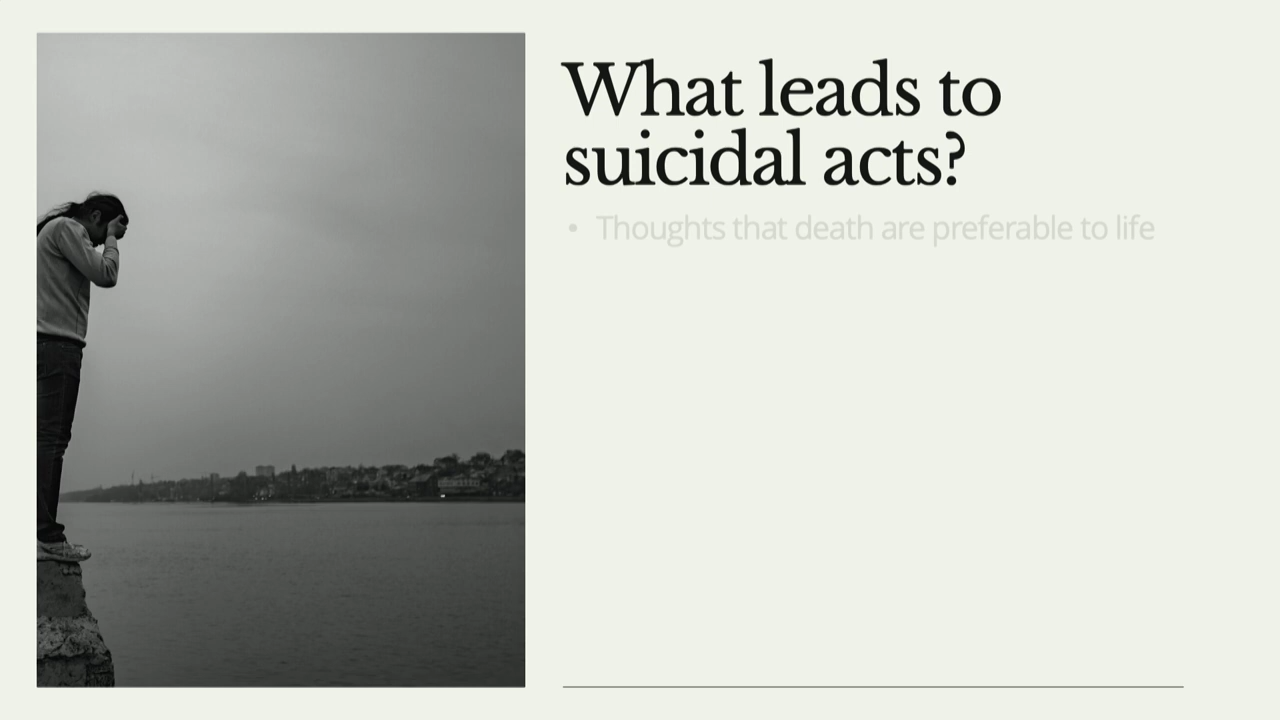 What leads to
suicidal acts?
• Thoughts that death are preferable to life